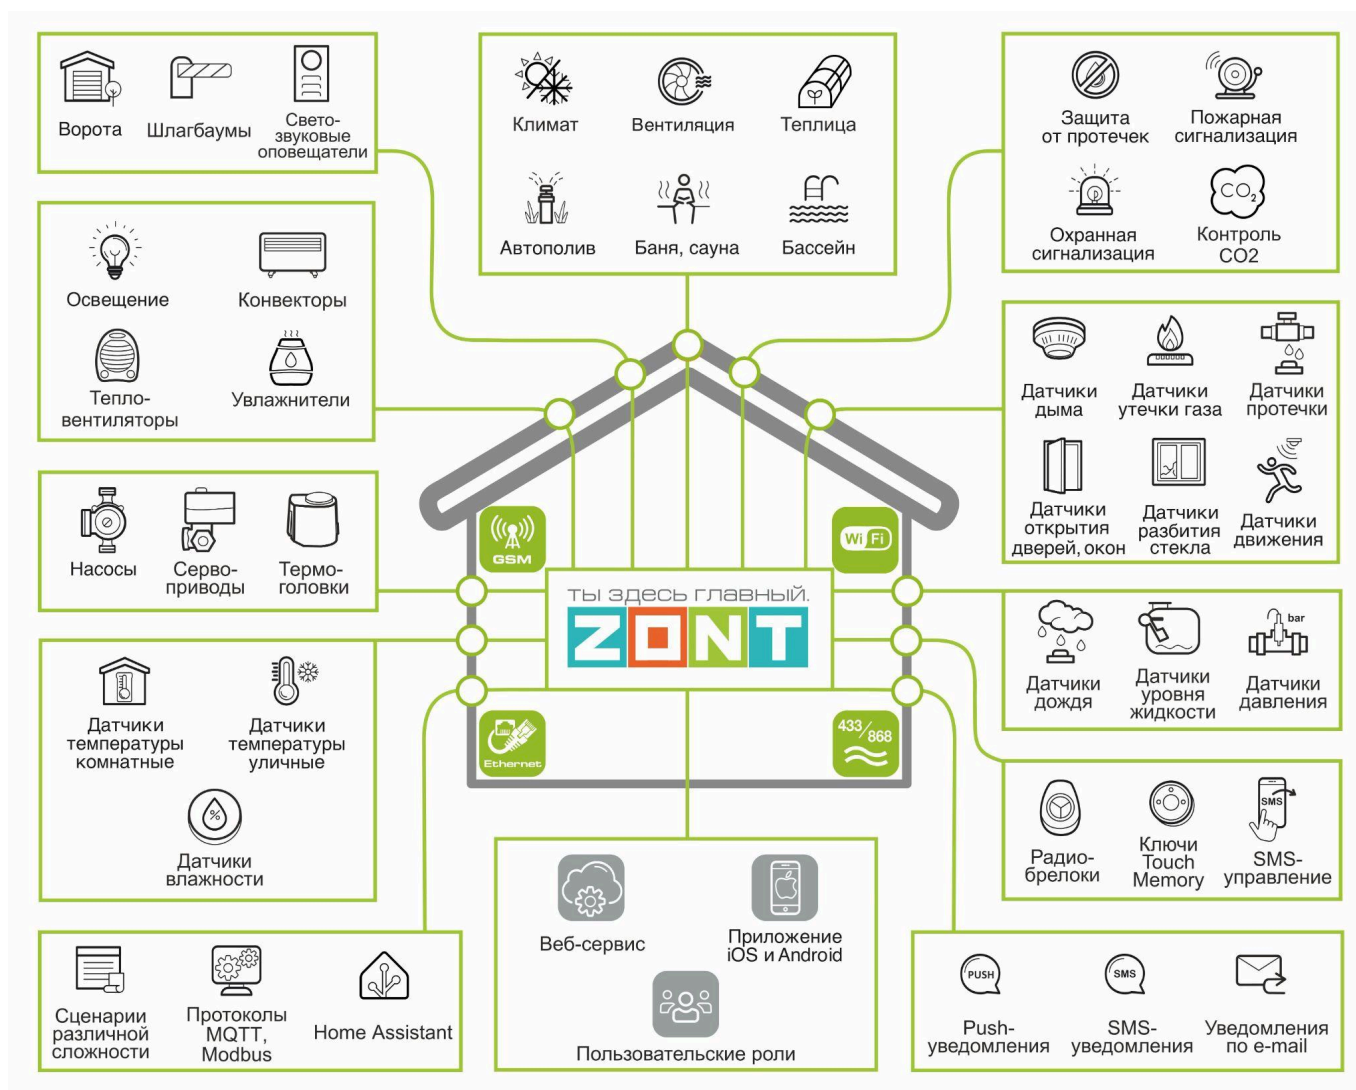 Ворота
Шлагбаумы
Свето-
звуковые
оповещатели
Климат
Вентиляция
Теплица
Автополив
Баня, сауна
Бассейн
Защита
от протечек
Пожарная
сигнализация
Охранная
сигнализация
CO2
Контроль
CO2
Освещение
Конвекторы
Тепло-
вентиляторы
Увлажнители
Датчики
дыма
Датчики
утечки газа
Датчики
протечки
Датчики
открытия
дверей, окон
Датчики
разбития
стекла
Датчики
движения
Насосы
Серво-
приводы
Термо-
головки
GSM
Wi Fi
ты здесь главный.
ZONT
Ethernet
433/868
Датчики
температуры
комнатные
Датчики
температуры
уличные
%
Датчики
влажности
Датчики
дождя
Датчики
уровня
жидкости
bar
Датчики
давления
Радио-
брелоки
Ключи
Touch
Memory
SMS
SMS-
управление
Сценарии
различной
сложности
Протоколы
MQTT,
Modbus
Home Assistant
Веб-сервис
Приложение
iOS и Android
Пользовательские роли
PUSH
Push-
уведомления
SMS
SMS-
уведомления
Уведомления
по e-mail